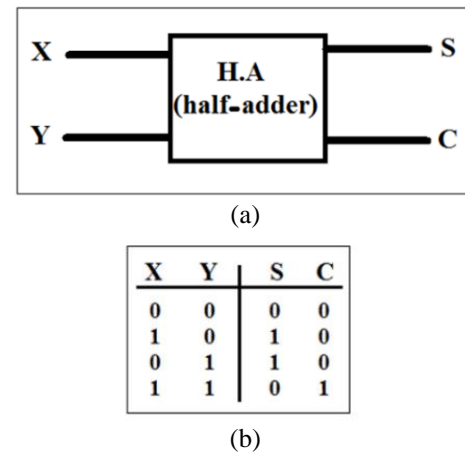 X S
H.A
(half-adder)
Y C
(a)
X Y S C
0 0 0 0
1 0 1 0
0 1 1 0
1 1 0 1
(b)